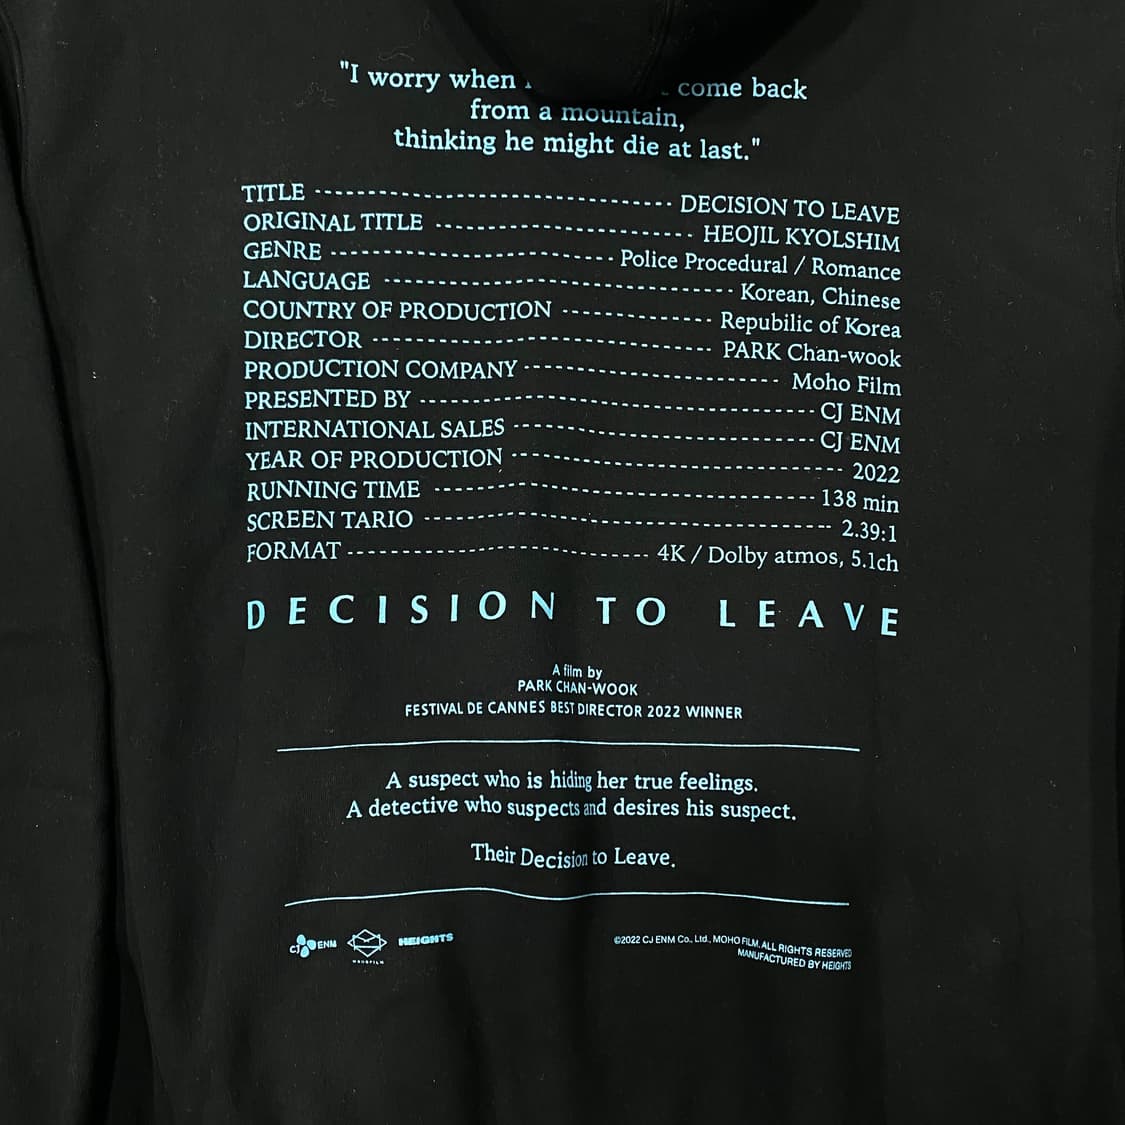 "I worry when come back
from a mountain,
thinking he might die at last."
TITLE DECISION TO LEAVE
ORIGINAL TITLE HEOJIL KYOLSHIM
GENRE Police Procedural / Romance
LANGUAGE Korean, Chinese
COUNTRY OF PRODUCTION Repubilic of Korea
DIRECTOR PARK Chan-wook
PRODUCTION COMPANY Moho Film
PRESENTED BY CJ ENM
INTERNATIONAL SALES CJ ENM
YEAR OF PRODUCTION 2022
RUNNING TIME 138 min
SCREEN TARIO 2.39:1
FORMAT 4K / Dolby atmos, 5.1ch
DECISION TO LEAVE
A film by
PARK CHAN-WOOK
FESTIVAL DE CANNES BEST DIRECTOR 2022 WINNER
A suspect who is hiding her true feelings.
A detective who suspects and desires his suspect.
Their Decision to Leave.
CJ ENM MOHOFILM HEIGHTS
©2022 CJ ENM Co., Ltd., MOHO FILM. ALL RIGHTS RESERVED
MANUFACTURED BY HEIGHTS